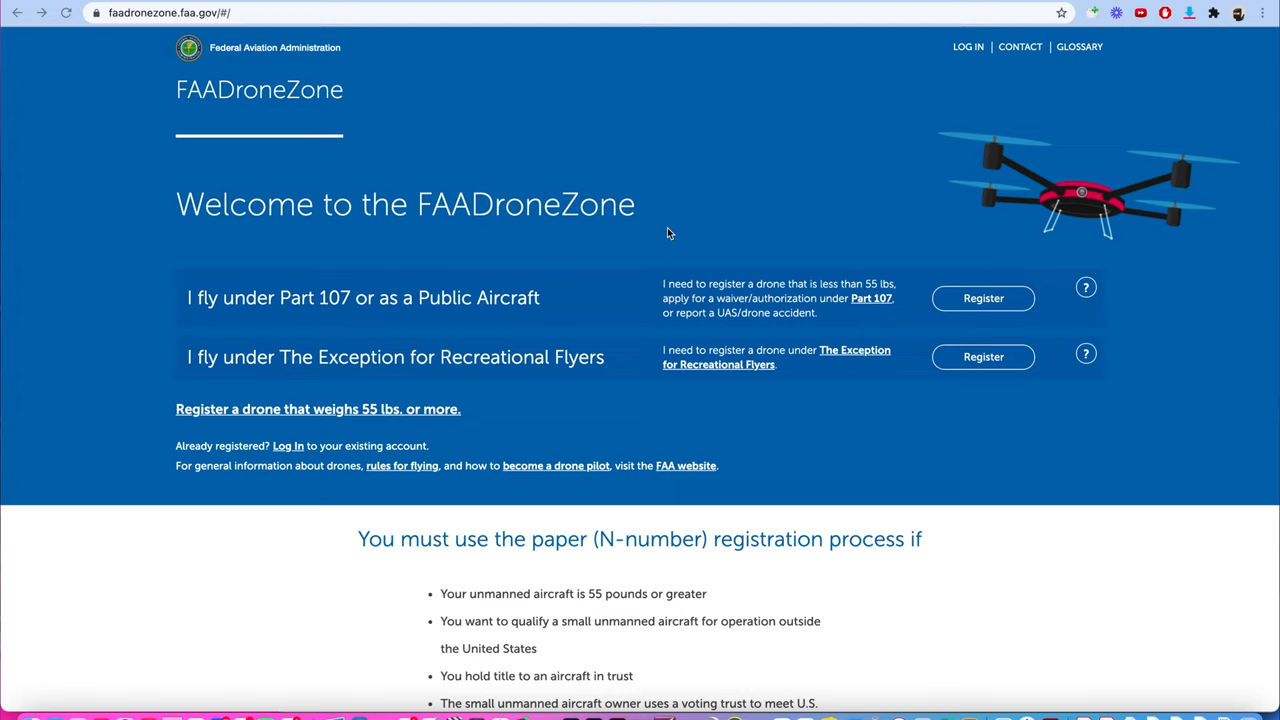 faadronezone.faa.gov/#/
Federal Aviation Administration
LOG IN | CONTACT | GLOSSARY
FAADroneZone
Welcome to the FAADroneZone
I fly under Part 107 or as a Public Aircraft
I need to register a drone that is less than 55 lbs,
apply for a waiver/authorization under Part 107,
or report a UAS/drone accident.
Register
?
I fly under The Exception for Recreational Flyers
I need to register a drone under The Exception
for Recreational Flyers.
Register
?
Register a drone that weighs 55 lbs. or more.
Already registered? Log In to your existing account.
For general information about drones, rules for flying, and how to become a drone pilot, visit the FAA website.
You must use the paper (N-number) registration process if
• Your unmanned aircraft is 55 pounds or greater
• You want to qualify a small unmanned aircraft for operation outside
the United States
• You hold title to an aircraft in trust
• The small unmanned aircraft owner uses a voting trust to meet U.S.